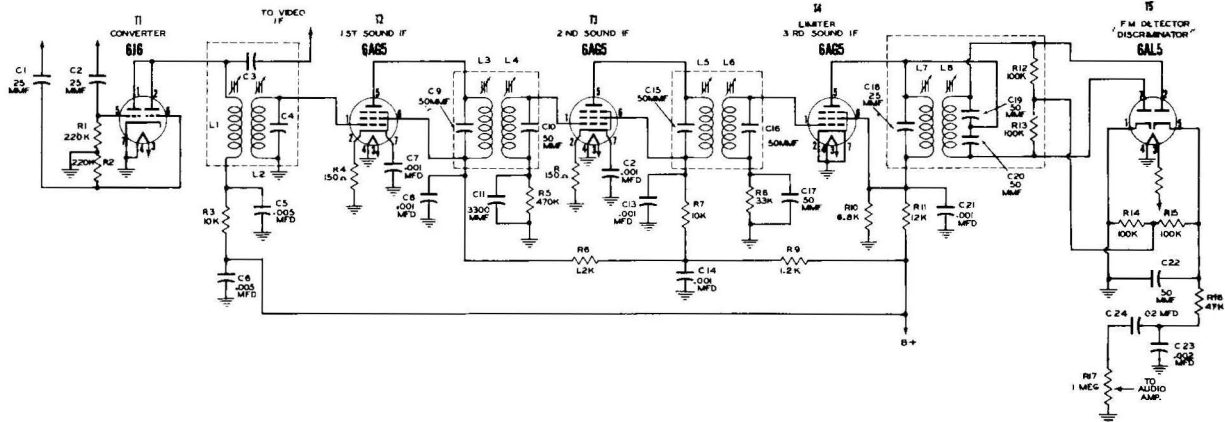 T1
CONVERTER
6J6
TO VIDEO
IF
T2
1ST SOUND IF
6AG5
T3
2ND SOUND IF
6AG5
T4
LIMITER
3 RD SOUND IF
6AG5
T5
FM DETECTOR
DISCRIMINATOR
6AL5
C1
25
MMF
C2
25
MMF
R1
220K
220K R2
L1
C3
C4
L2
R3
10K
C5
.005
MFD
C6
.005
MFD
R4
150Ω
C7
.001
MFD
C8
.001
MFD
C9
50MMF
L3
L4
C10
50
MMF
C11
3300
MMF
R5
470K
R6
1.2K
150Ω
C2
.001
MFD
C13
.001
MFD
C14
.001
MFD
R7
10K
C15
50MMF
L5
L6
C16
50MMF
R8
33K
C17
50
MMF
R9
1.2K
R10
6.8K
R11
12K
C18
25
MMF
L7
L8
C19
50
MMF
C20
50
MMF
C21
.001
MFD
R12
100K
R13
100K
R14
100K
R15
100K
C22
50
MMF
R16
47K
C24
.02 MFD
C23
.002
MFD
R17
1 MEG
TO
AUDIO
AMP.
B+